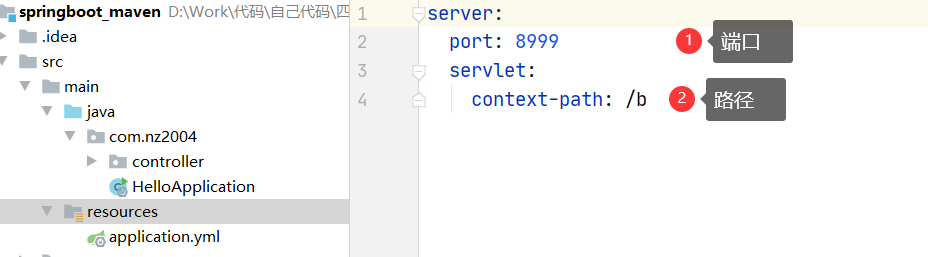 springboot_maven D:\Work\代码\自己代码\四
.idea
src
main
java
com.nz2004
controller
HelloApplication
resources
application.yml
1 server:
2 port: 8999 1 端口
3 servlet:
4 context-path: /b 2 路径